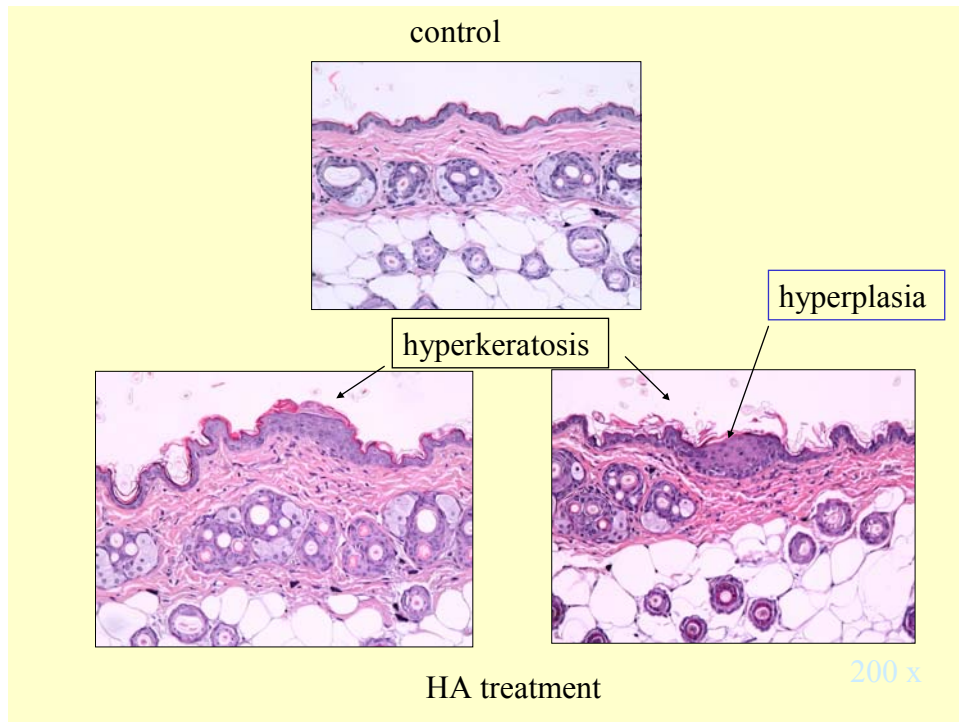 control
hyperplasia
hyperkeratosis
200 x
HA treatment